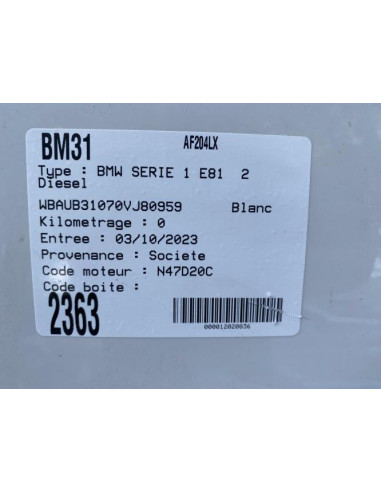 BM31 AF204LX
Type : BMW SERIE 1 E81 2
Diesel
WBAUB31070VJ80959 Blanc
Kilometrage : 0
Entree : 03/10/2023
Provenance : Societe
Code moteur : N47D20C
Code boite :
2363
000012020836